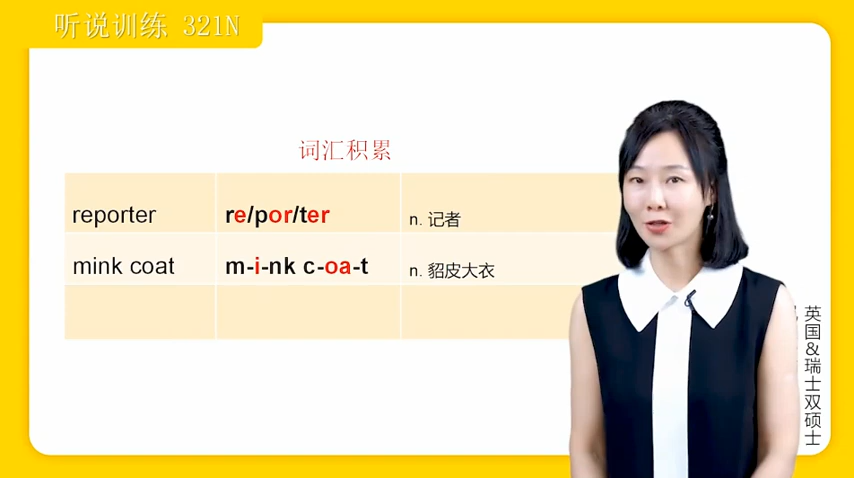 听说训练 321N
词汇积累
reporter re/por/ter n. 记者
mink coat m-i-nk c-oa-t n. 貂皮大衣
英国&瑞士双硕士